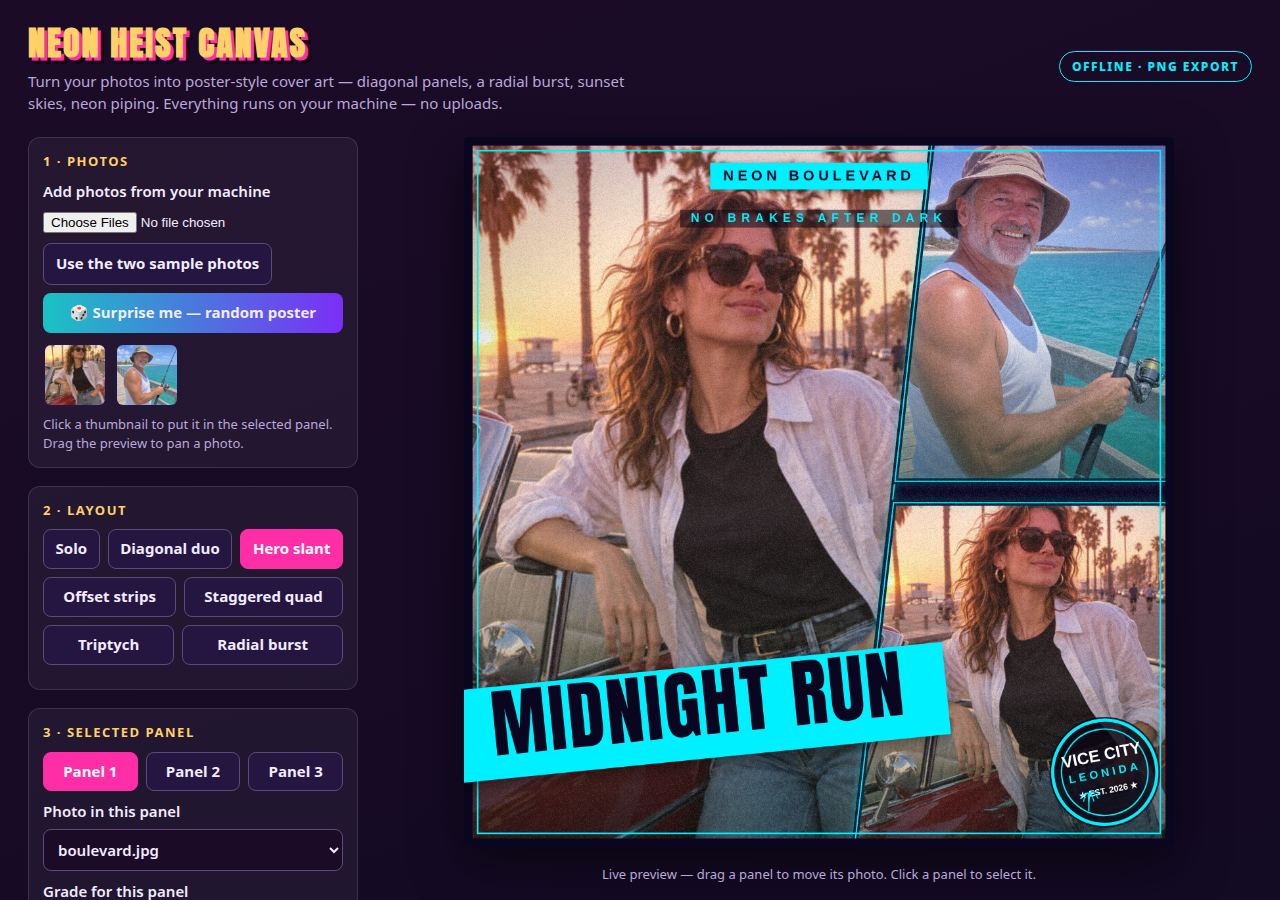 NEON HEIST CANVAS
Turn your photos into poster-style cover art — diagonal panels, a radial burst, sunset
skies, neon piping. Everything runs on your machine — no uploads.
OFFLINE · PNG EXPORT
1 · PHOTOS
Add photos from your machine
Choose Files No file chosen
Use the two sample photos
🎲 Surprise me — random poster
Click a thumbnail to put it in the selected panel.
Drag the preview to pan a photo.
2 · LAYOUT
Solo
Diagonal duo
Hero slant
Offset strips
Staggered quad
Triptych
Radial burst
3 · SELECTED PANEL
Panel 1
Panel 2
Panel 3
Photo in this panel
boulevard.jpg
Grade for this panel
NEON BOULEVARD
NO BRAKES AFTER DARK
MIDNIGHT RUN
VICE CITY
LEONIDA
★ EST. 2026 ★
Live preview — drag a panel to move its photo. Click a panel to select it.